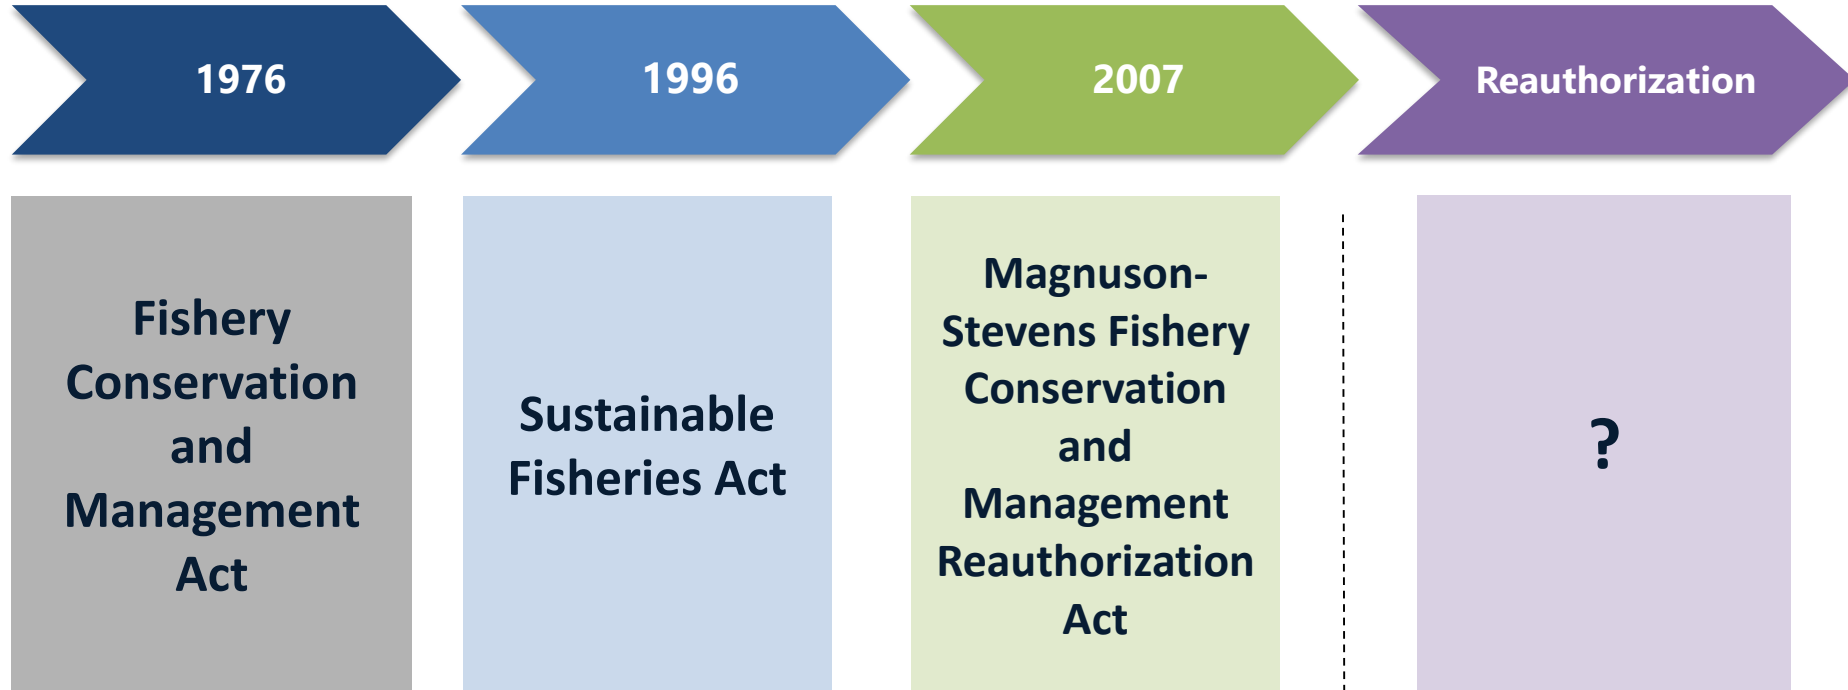 1976
1996
2007
Reauthorization
Fishery
Conservation
and
Management
Act
Sustainable
Fisheries Act
Magnuson-
Stevens Fishery
Conservation
and
Management
Reauthorization
Act
?